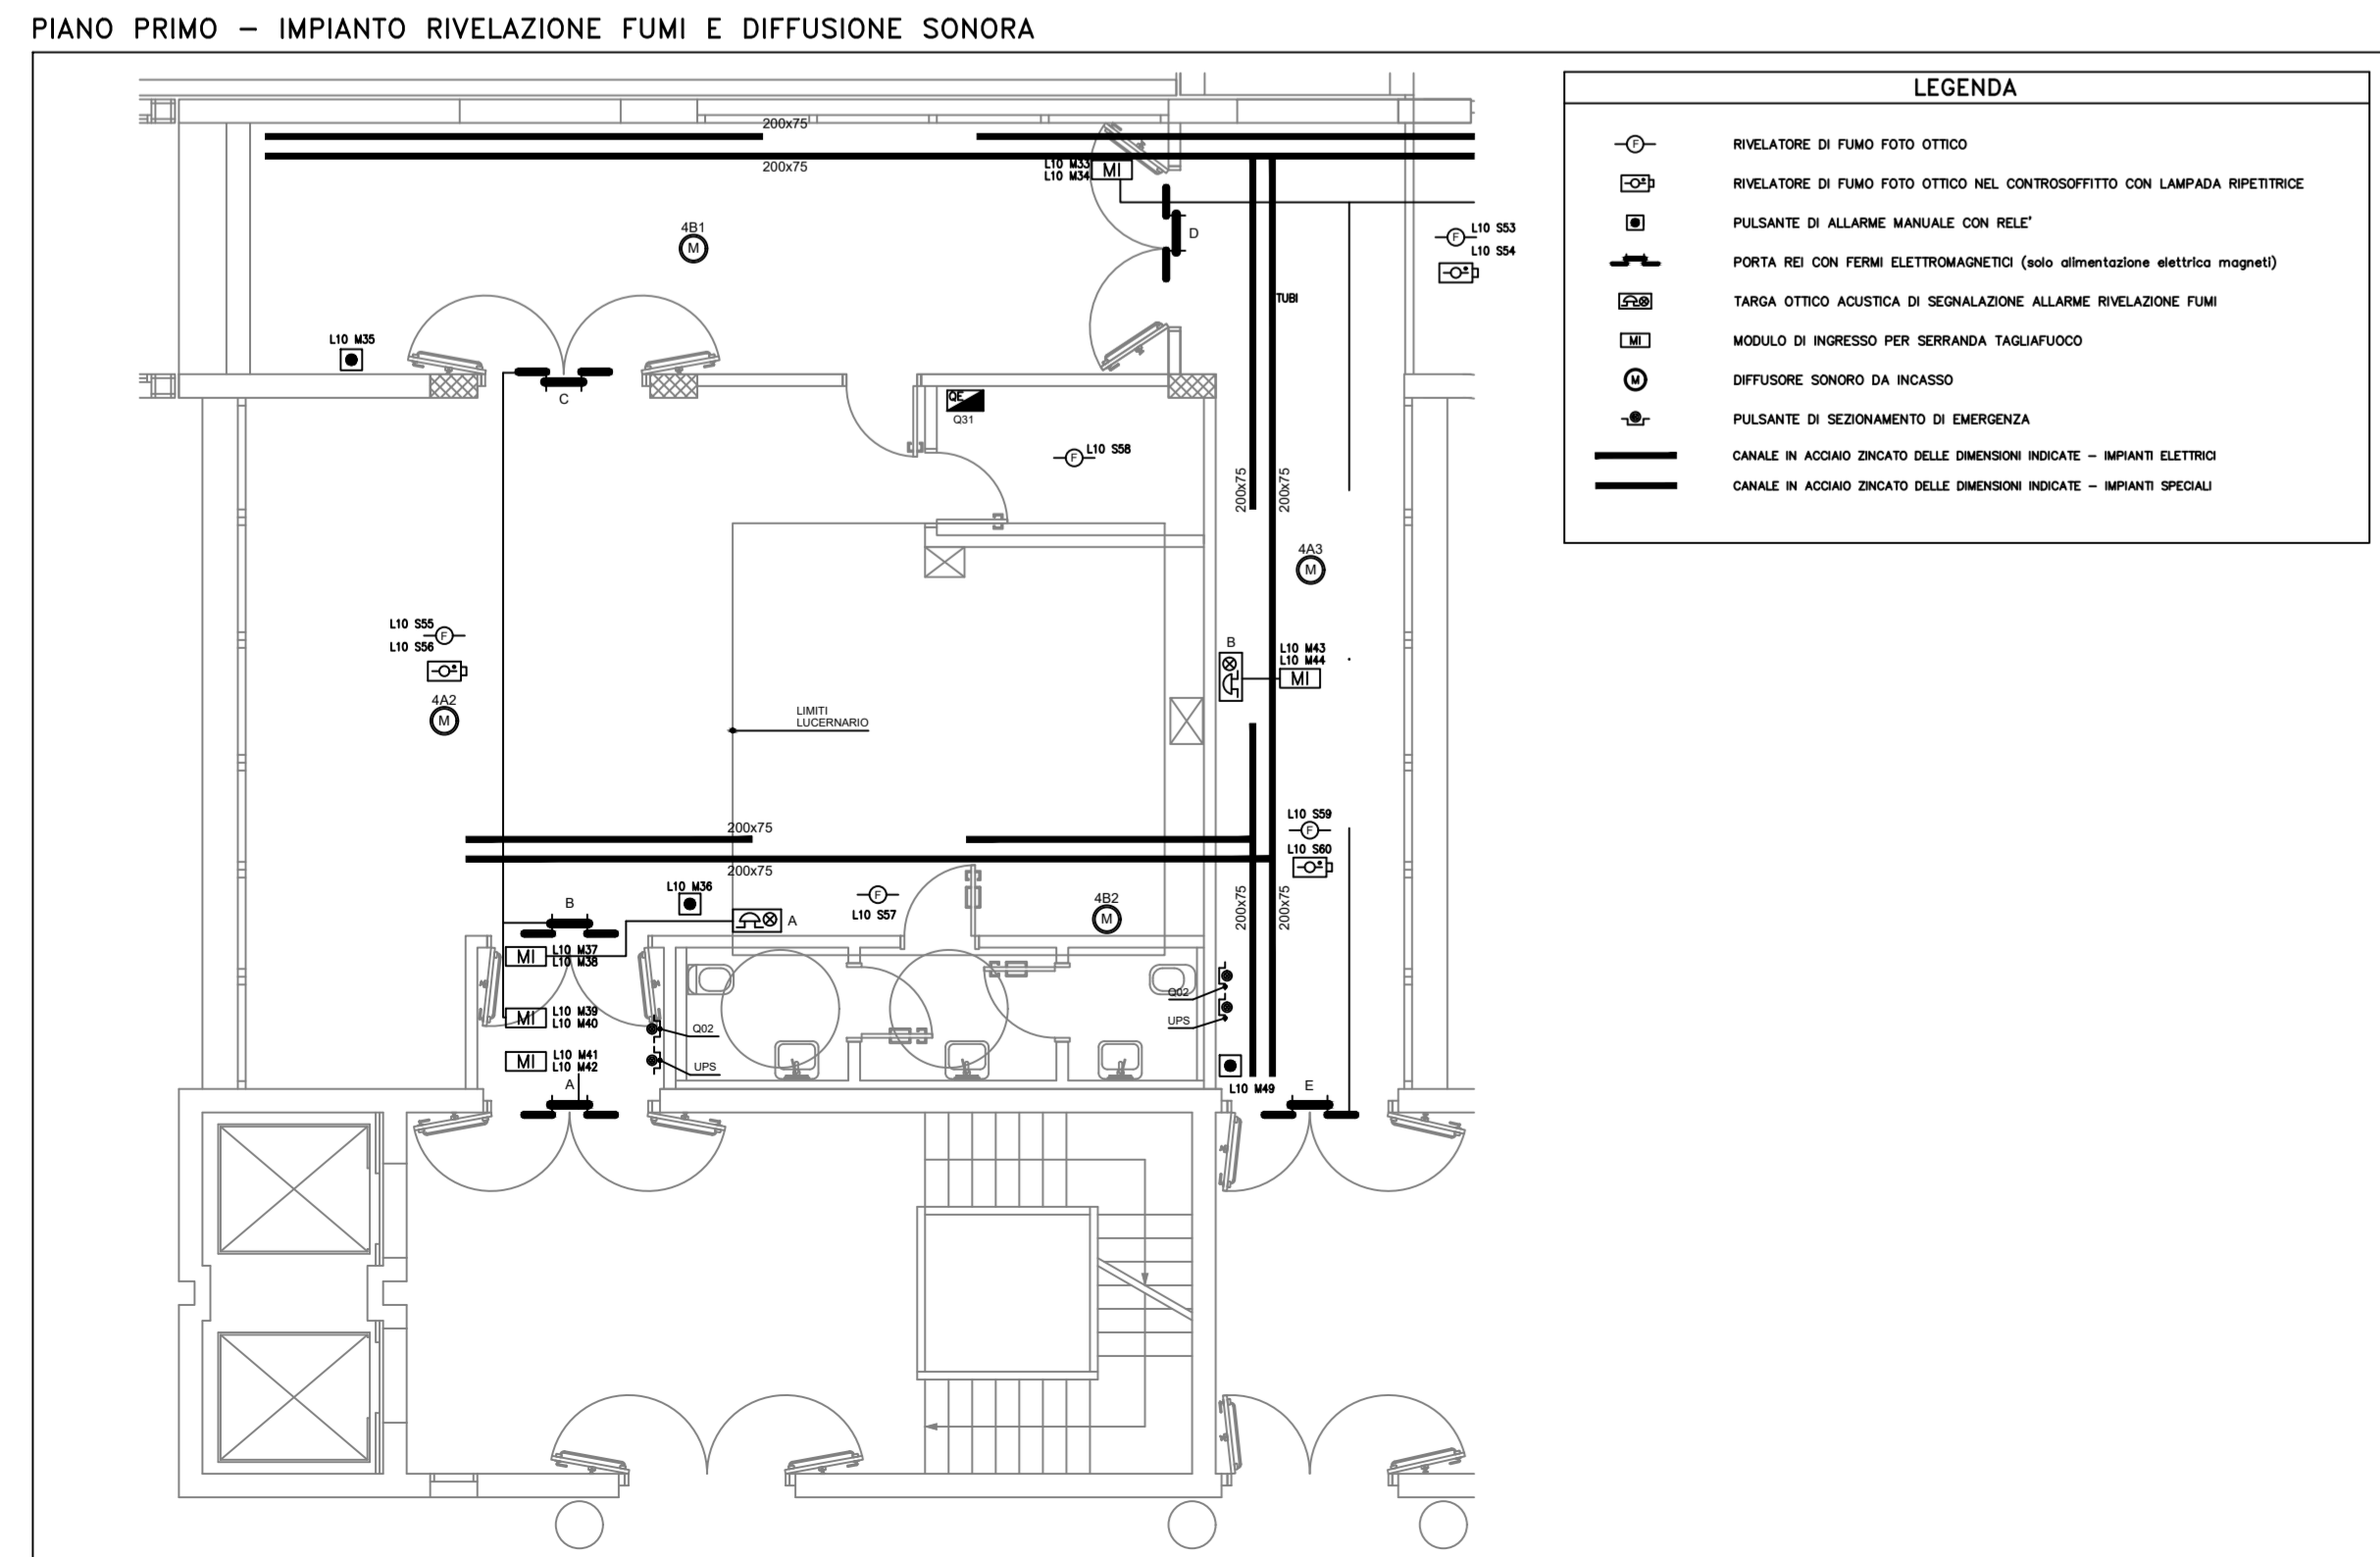 PIANO PRIMO – IMPIANTO RIVELAZIONE FUMI E DIFFUSIONE SONORA
200x75
200x75
L10 M33
L10 M34
MI
4B1
M
D
L10 S53
F
L10 S54
TUBI
L10 M35
C
QE
Q31
F
L10 S58
200x75
200x75
4A3
M
L10 S55
F
L10 S56
4A2
M
B
L10 M43
L10 M44
MI
LIMITI
LUCERNARIO
200x75
200x75
L10 S59
F
L10 S60
L10 M36
A
F
L10 S57
4B2
M
200x75
200x75
B
MI
L10 M37
L10 M38
MI
L10 M39
L10 M40
Q02
UPS
Q02
UPS
MI
L10 M41
L10 M42
A
L10 M49
E
LEGENDA
F
RIVELATORE DI FUMO FOTO OTTICO
RIVELATORE DI FUMO FOTO OTTICO NEL CONTROSOFFITTO CON LAMPADA RIPETITRICE
PULSANTE DI ALLARME MANUALE CON RELE'
PORTA REI CON FERMI ELETTROMAGNETICI (solo alimentazione elettrica magneti)
TARGA OTTICO ACUSTICA DI SEGNALAZIONE ALLARME RIVELAZIONE FUMI
MI
MODULO DI INGRESSO PER SERRANDA TAGLIAFUOCO
M
DIFFUSORE SONORO DA INCASSO
PULSANTE DI SEZIONAMENTO DI EMERGENZA
CANALE IN ACCIAIO ZINCATO DELLE DIMENSIONI INDICATE – IMPIANTI ELETTRICI
CANALE IN ACCIAIO ZINCATO DELLE DIMENSIONI INDICATE – IMPIANTI SPECIALI